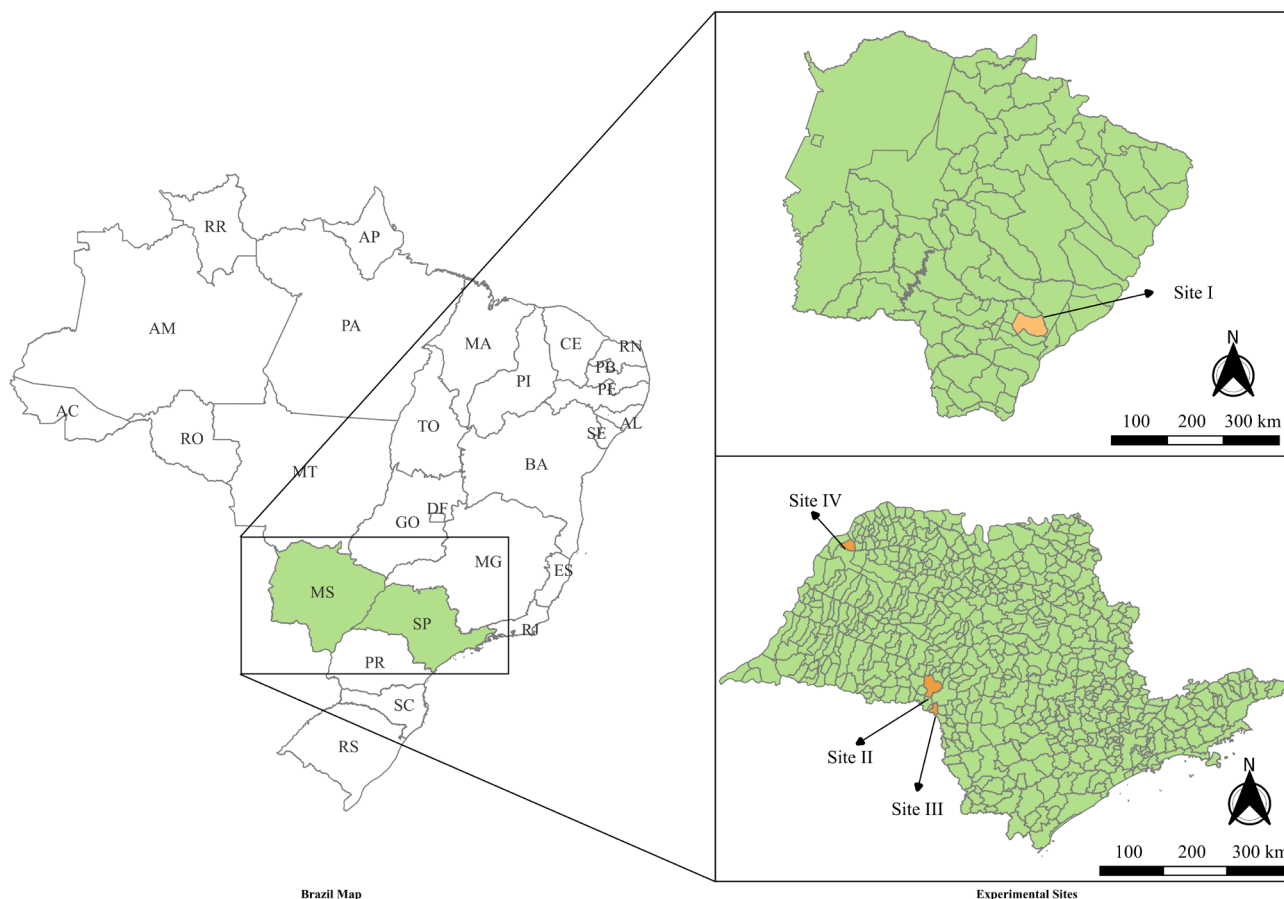 RR
AP
AM
PA
MA
CE
RN
PB
PI
PE
AC
TO
AL
RO
SE
BA
MT
DF
GO
MG
ES
MS
SP
RJ
PR
SC
RS
Brazil Map
Site I
N
100 200 300 km
Site IV
Site II
Site III
N
100 200 300 km
Experimental Sites